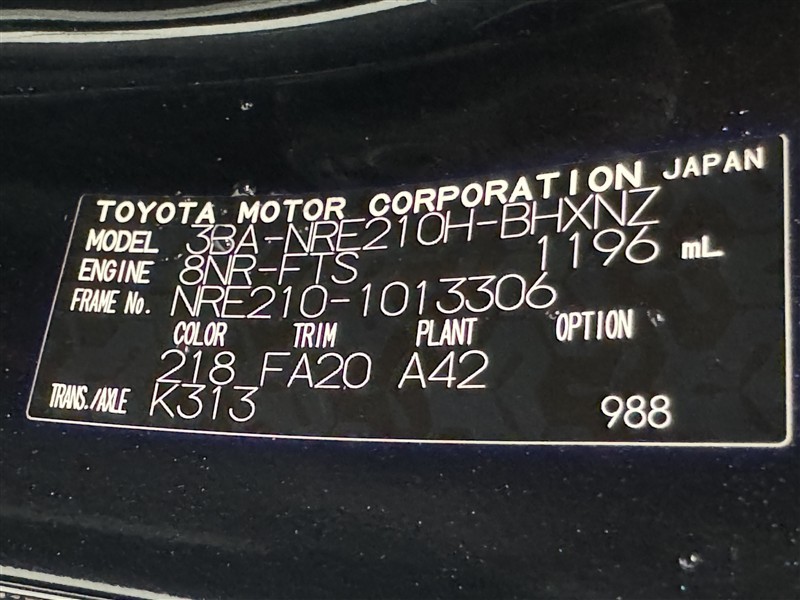 TOYOTA MOTOR CORPORATION JAPAN
MODEL 3BA-NRE210H-BHXNZ
ENGINE 8NR-FTS 1196 mL
FRAME No. NRE210-1013306
COLOR TRIM PLANT OPTION
218 FA20 A42
TRANS./AXLE K313 988